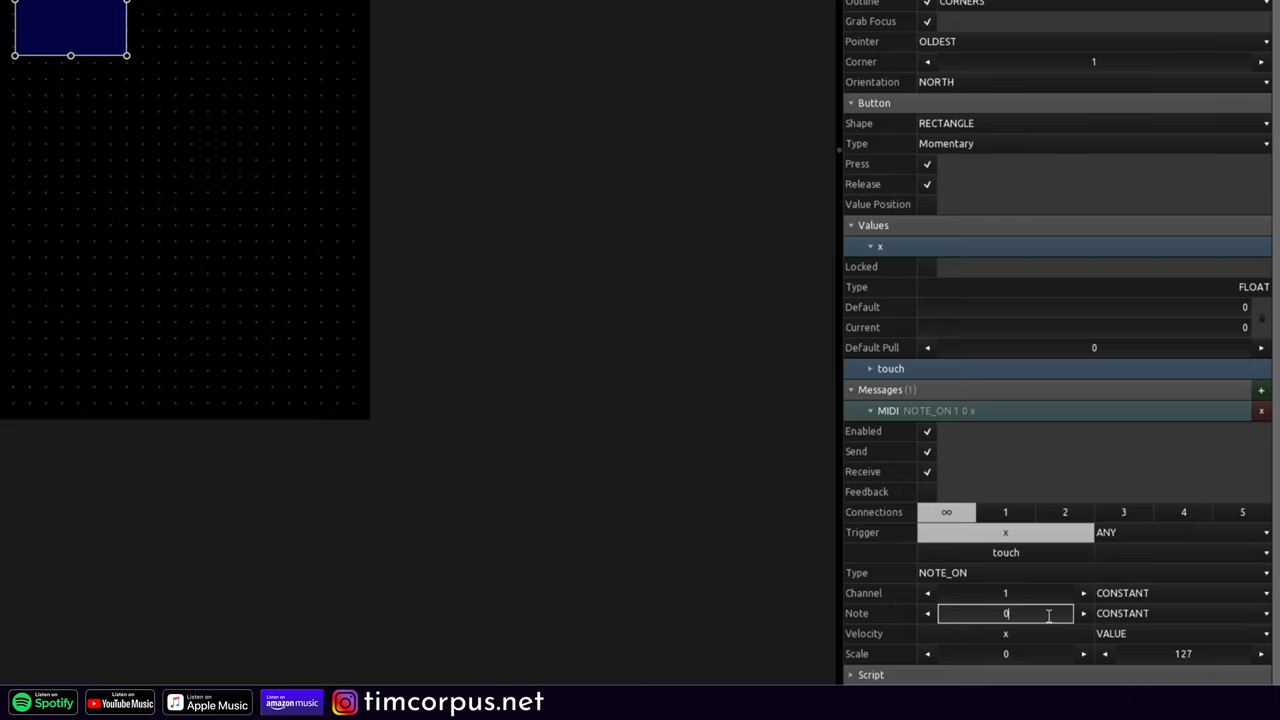 Outline CORNERS
Grab Focus
Pointer OLDEST
Corner 1
Orientation NORTH
Button
Shape RECTANGLE
Type Momentary
Press
Release
Value Position
Values
x
Locked
Type FLOAT
Default 0
Current 0
Default Pull 0
touch
Messages (1) +
MIDI NOTE_ON 1 0 x x
Enabled
Send
Receive
Feedback
Connections ∞ 1 2 3 4 5
Trigger x ANY
touch
Type NOTE_ON
Channel 1 CONSTANT
Note 0 CONSTANT
Velocity x VALUE
Scale 0 127
Script
Listen on Spotify
Listen on YouTube Music
Listen on Apple Music
Listen on amazon music
timcorpus.net